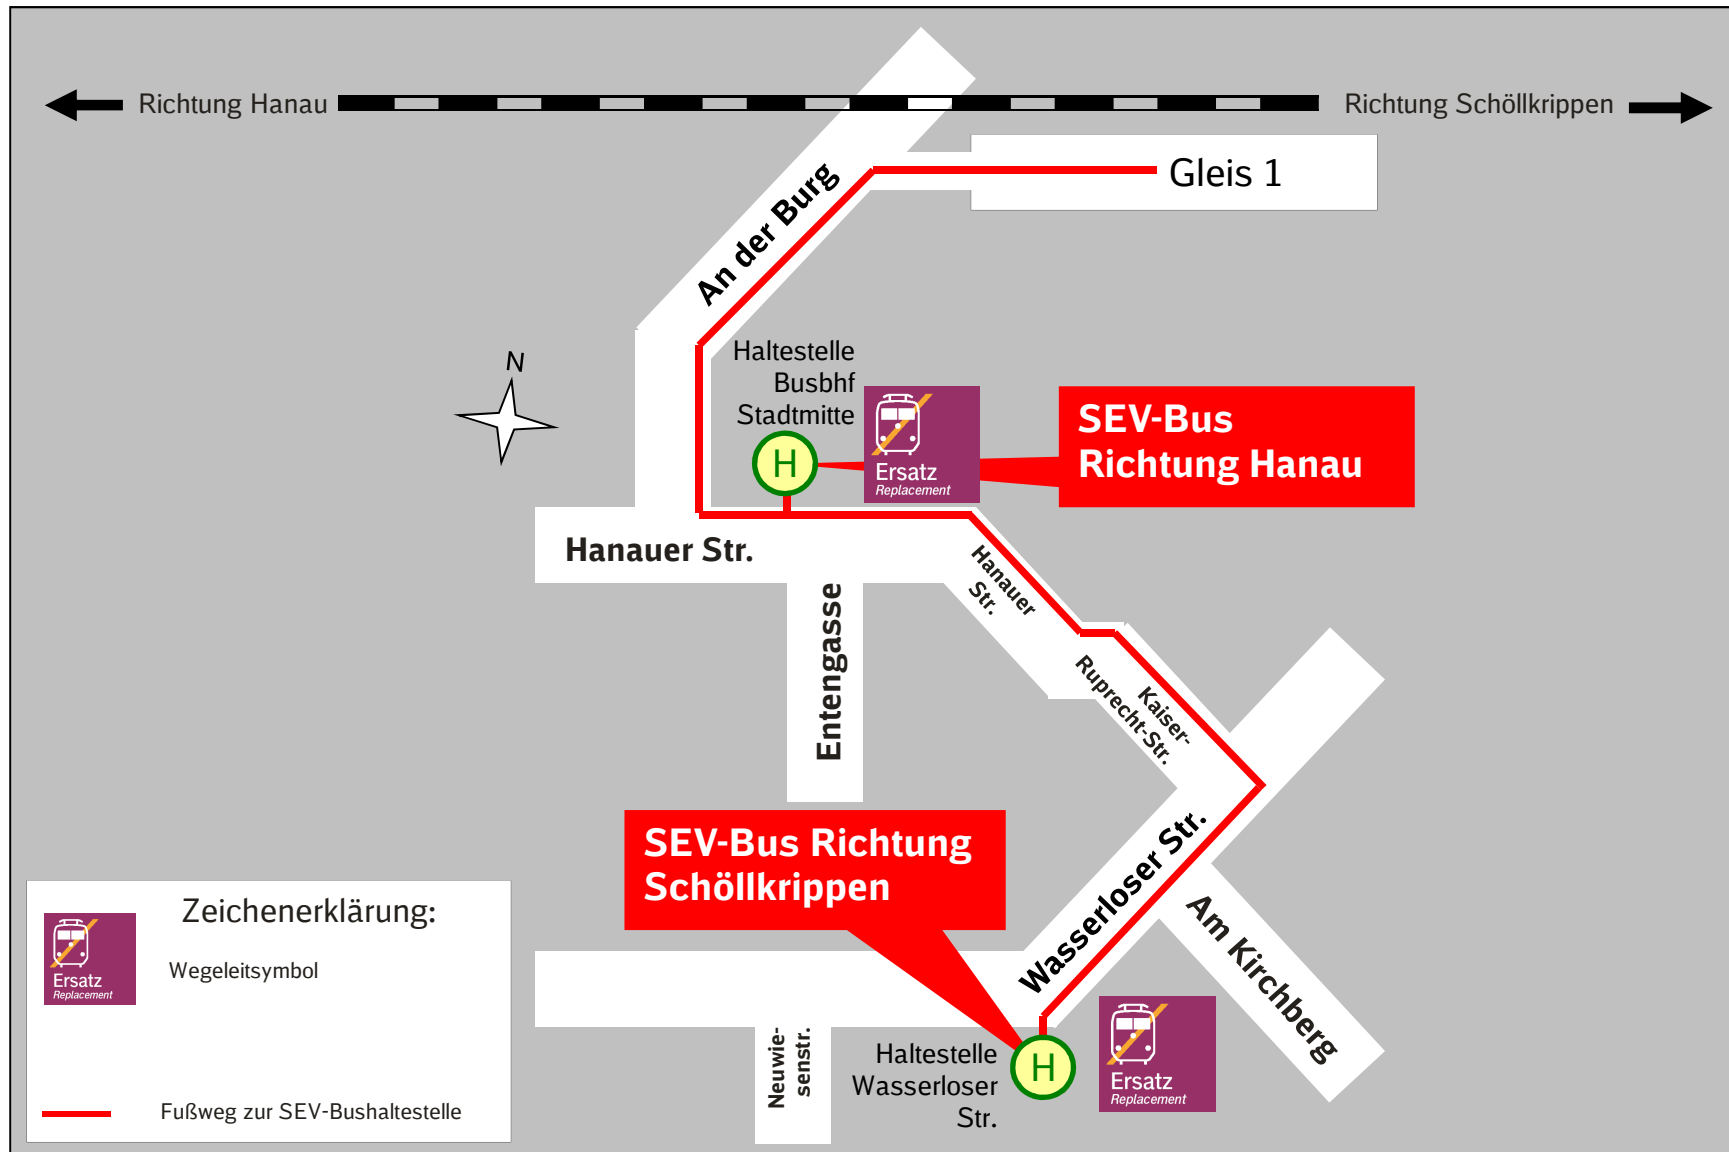 Richtung Hanau
Richtung Schöllkrippen
Gleis 1
An der Burg
N
Haltestelle
Busbhf
Stadtmitte
H
Ersatz
Replacement
SEV-Bus
Richtung Hanau
Hanauer Str.
Hanauer
Str.
Entengasse
Kaiser-
Ruprecht-Str.
SEV-Bus Richtung
Schöllkrippen
Wasserloser Str.
Am Kirchberg
Neuwie-
senstr.
Haltestelle
Wasserloser
Str.
H
Ersatz
Replacement
Zeichenerklärung:
Ersatz
Replacement
Wegeleitsymbol
Fußweg zur SEV-Bushaltestelle